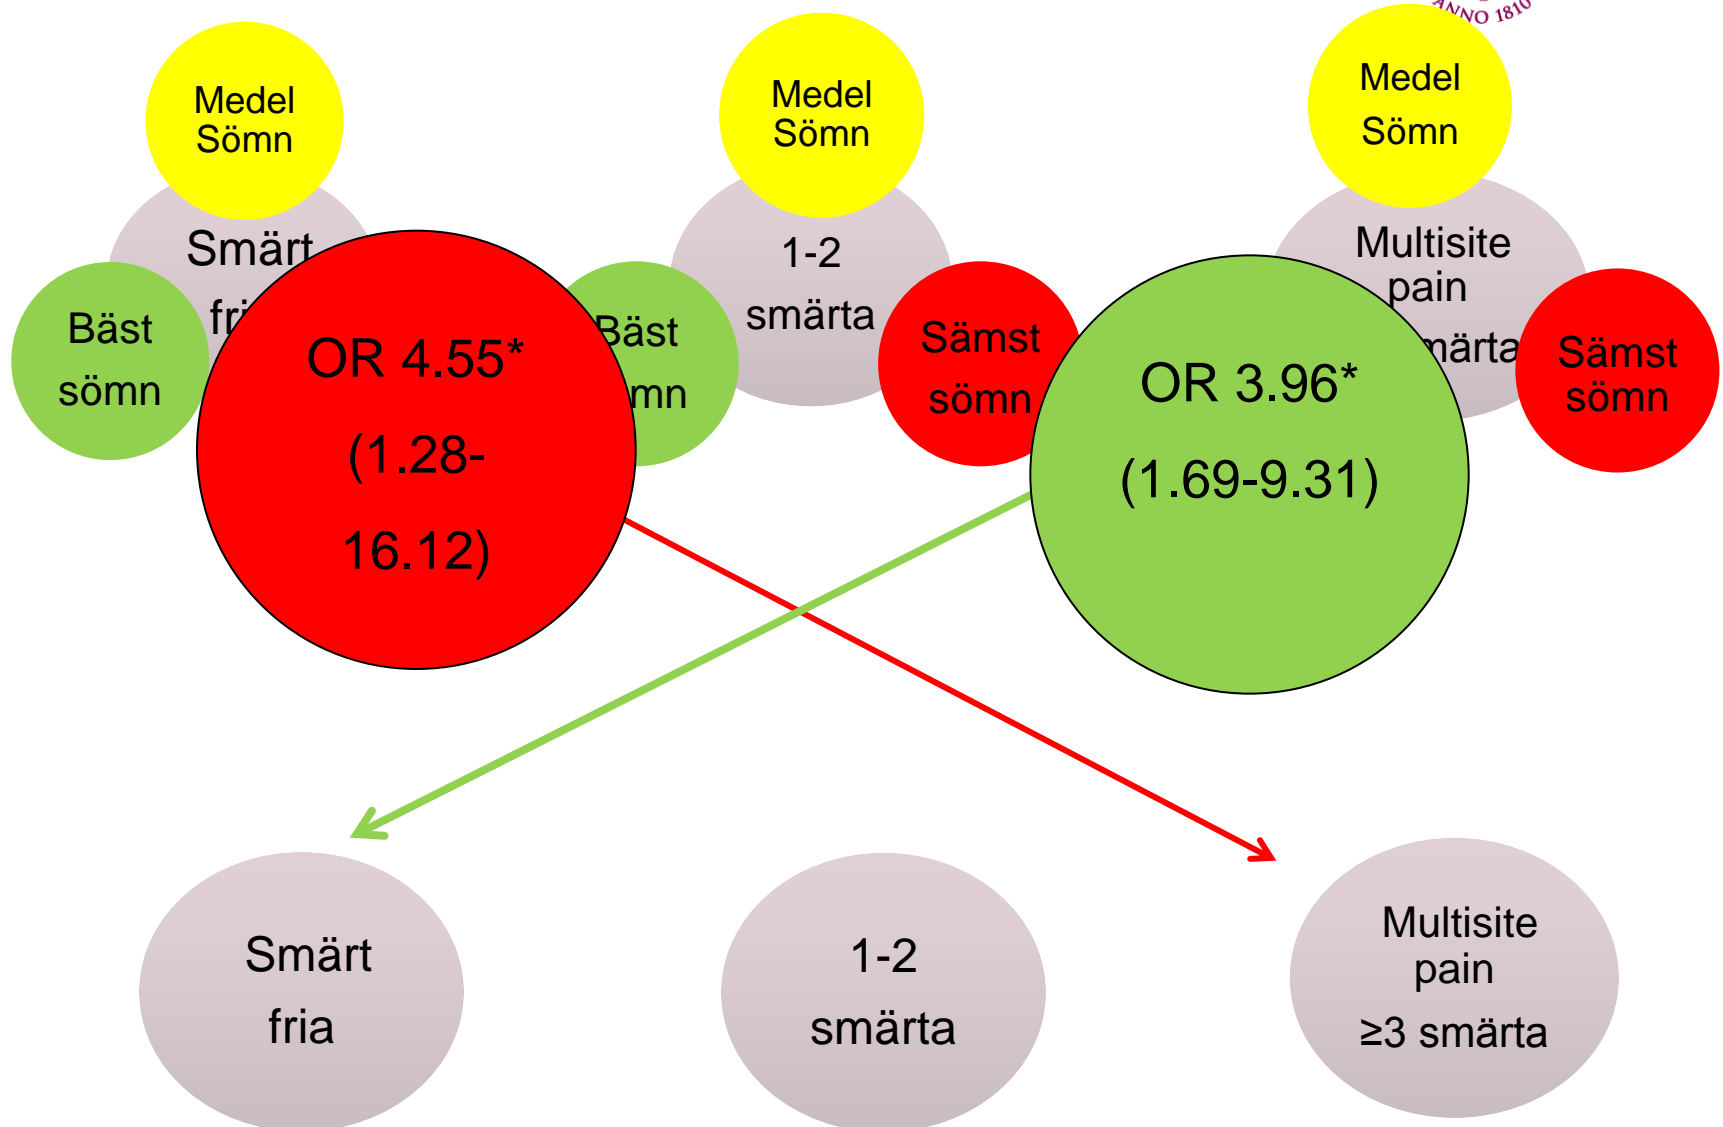 ANNO 1810
Medel
Sömn
Medel
Sömn
Medel
Sömn
Smärt
Bäst
sömn
OR 4.55*
(1.28-
16.12)
Bäst
1-2
smärta
Sämst
sömn
OR 3.96*
(1.69-9.31)
Multisite
pain
Sämst
sömn
Smärt
fria
1-2
smärta
Multisite
pain
≥3 smärta